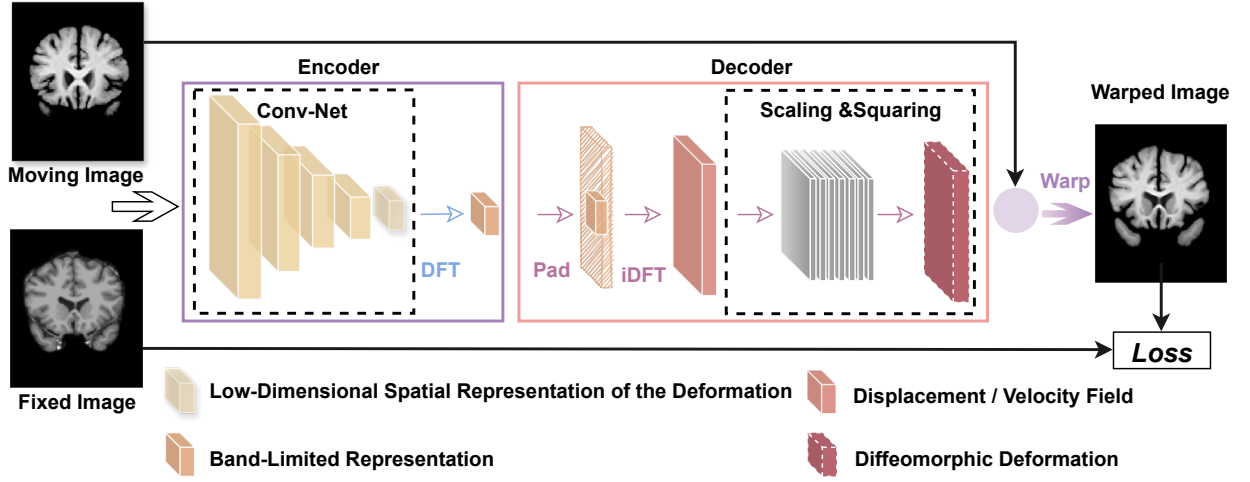 Encoder
Decoder
Conv-Net
Scaling &Squaring
Warped Image
Moving Image
Warp
DFT
Pad
iDFT
Loss
Fixed Image
Low-Dimensional Spatial Representation of the Deformation
Displacement / Velocity Field
Band-Limited Representation
Diffeomorphic Deformation